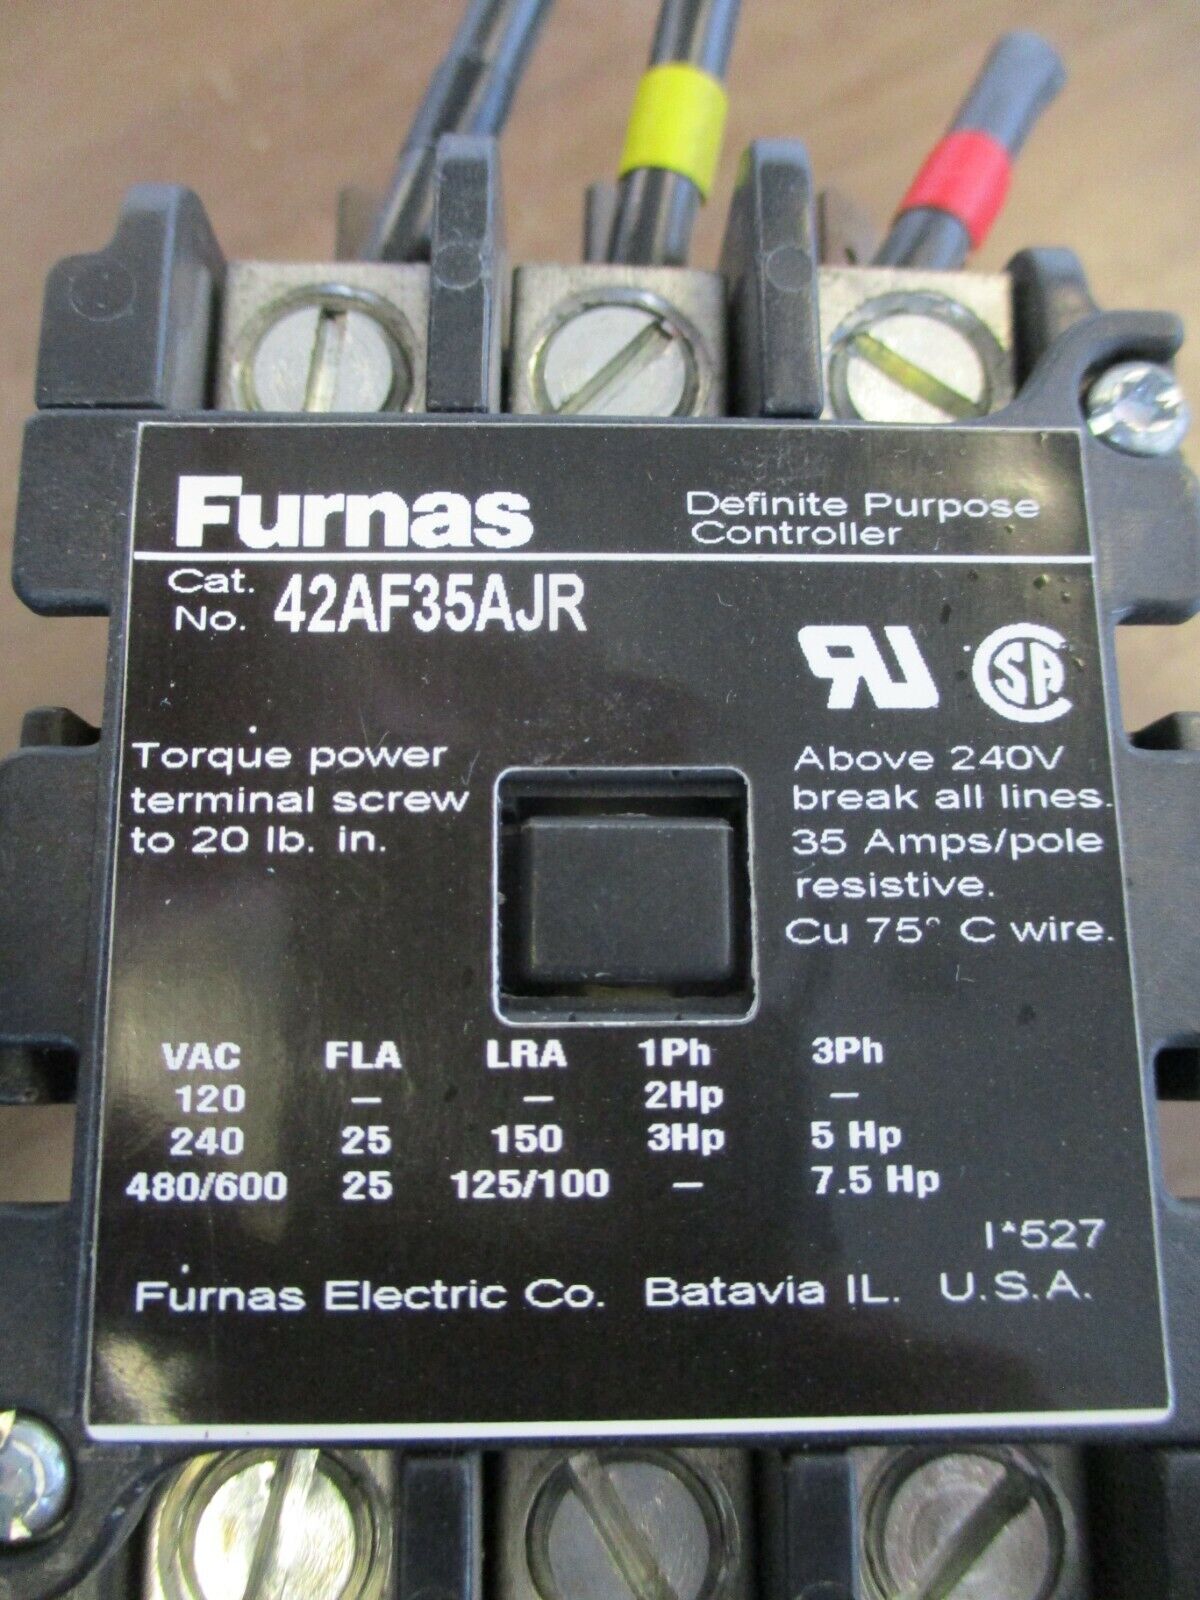 Furnas
Definite Purpose
Controller
Cat.
No. 42AF35AJR
RU
CSA
Torque power
terminal screw
to 20 lb. in.
Above 240V
break all lines.
35 Amps/pole
resistive.
Cu 75° C wire.
VAC FLA LRA 1Ph 3Ph
120 – – 2Hp –
240 25 150 3Hp 5 Hp
480/600 25 125/100 – 7.5 Hp
I*527
Furnas Electric Co. Batavia IL. U.S.A.